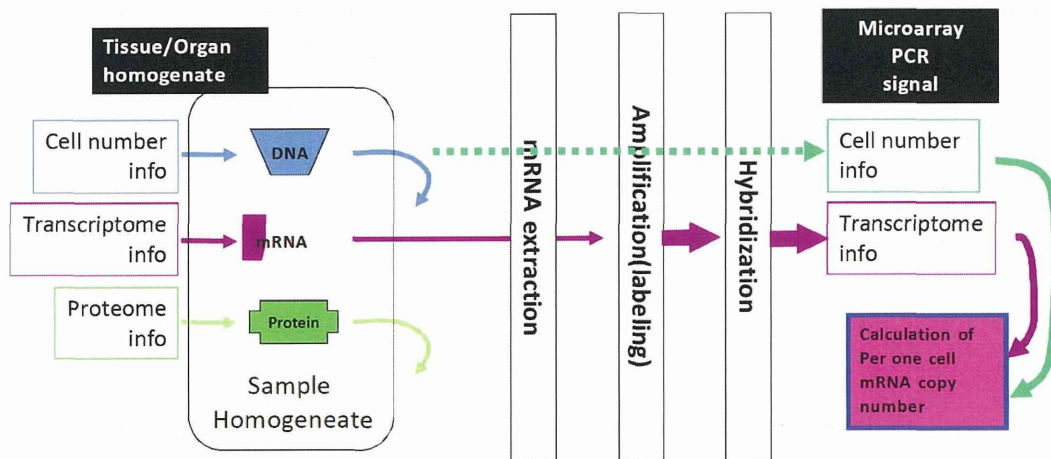 Tissue/Organ
homogenate
Cell number
info
Transcriptome
info
Proteome
info
DNA
mRNA
Protein
Sample
Homogeneate
mRNA extraction
Amplification(labeling)
Hybridization
Microarray
PCR
signal
Cell number
info
Transcriptome
info
Calculation of
Per one cell
mRNA copy
number